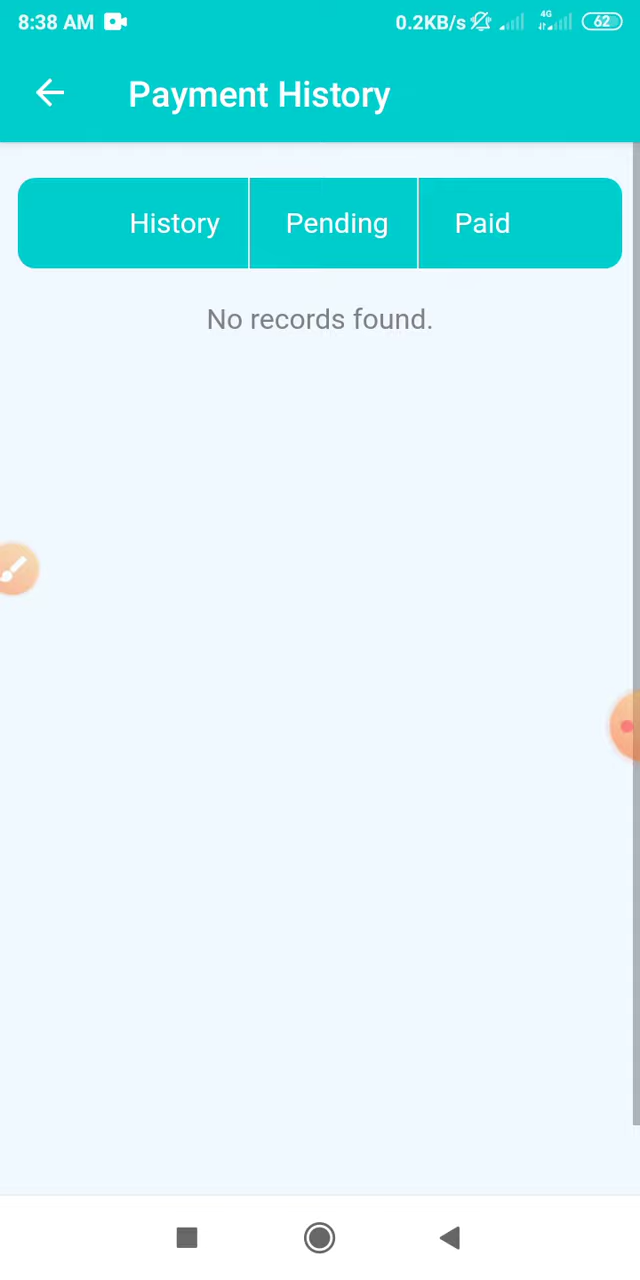 8:38 AM 0.2KB/s 4G 62
Payment History
History Pending Paid
No records found.